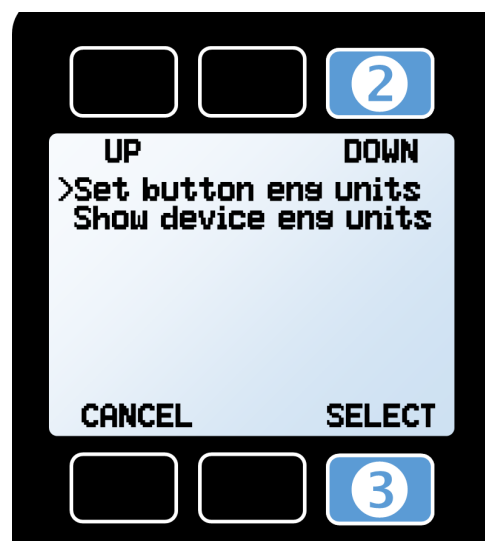 2
UP DOWN
>Set button eng units
Show device eng units
CANCEL SELECT
3